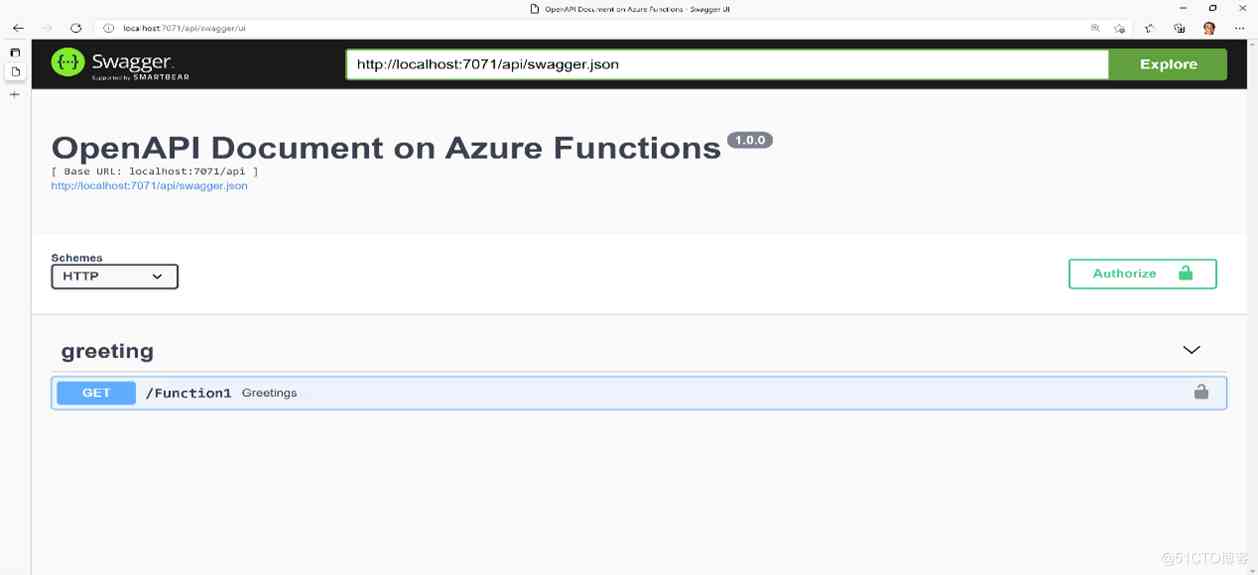 OpenAPI Document on Azure Functions - Swagger UI
localhost:7071/api/swagger/ui
{··} Swagger.
Supported by SMARTBEAR
http://localhost:7071/api/swagger.json
Explore
OpenAPI Document on Azure Functions 1.0.0
[ Base URL: localhost:7071/api ]
http://localhost:7071/api/swagger.json
Schemes
HTTP
Authorize
greeting
GET /Function1 Greetings
@51CTO博客